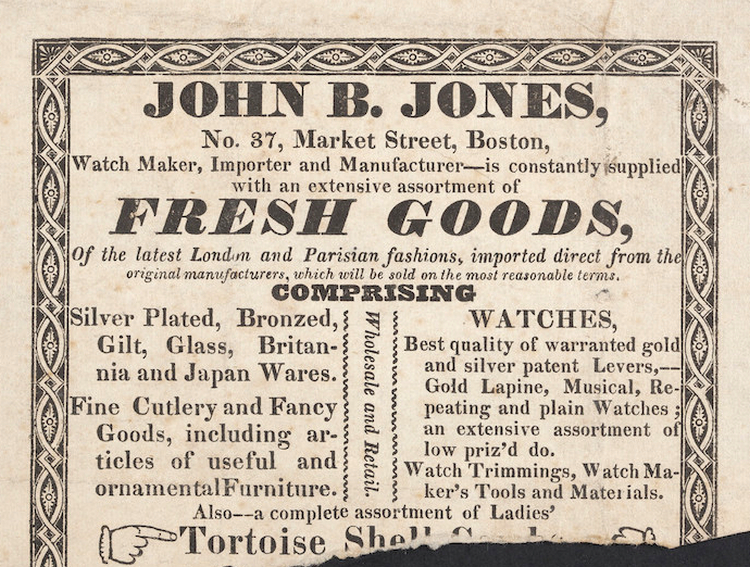 JOHN B. JONES,
No. 37, Market Street, Boston,
Watch Maker, Importer and Manufacturer—is constantly supplied
with an extensive assortment of
FRESH GOODS,
Of the latest London and Parisian fashions, imported direct from the
original manufacturers, which will be sold on the most reasonable terms.
COMPRISING
Silver Plated, Bronzed,
Gilt, Glass, Britan-
nia and Japan Wares.
Fine Cutlery and Fancy
Goods, including ar-
ticles of useful and
ornamental Furniture.
Wholesale and Retail.
WATCHES,
Best quality of warranted gold
and silver patent Levers,—
Gold Lapine, Musical, Re-
peating and plain Watches ;
an extensive assortment of
low priz'd do.
Watch Trimmings, Watch Ma-
ker's Tools and Materials.
Also--a complete assortment of Ladies'
Tortoise Shell